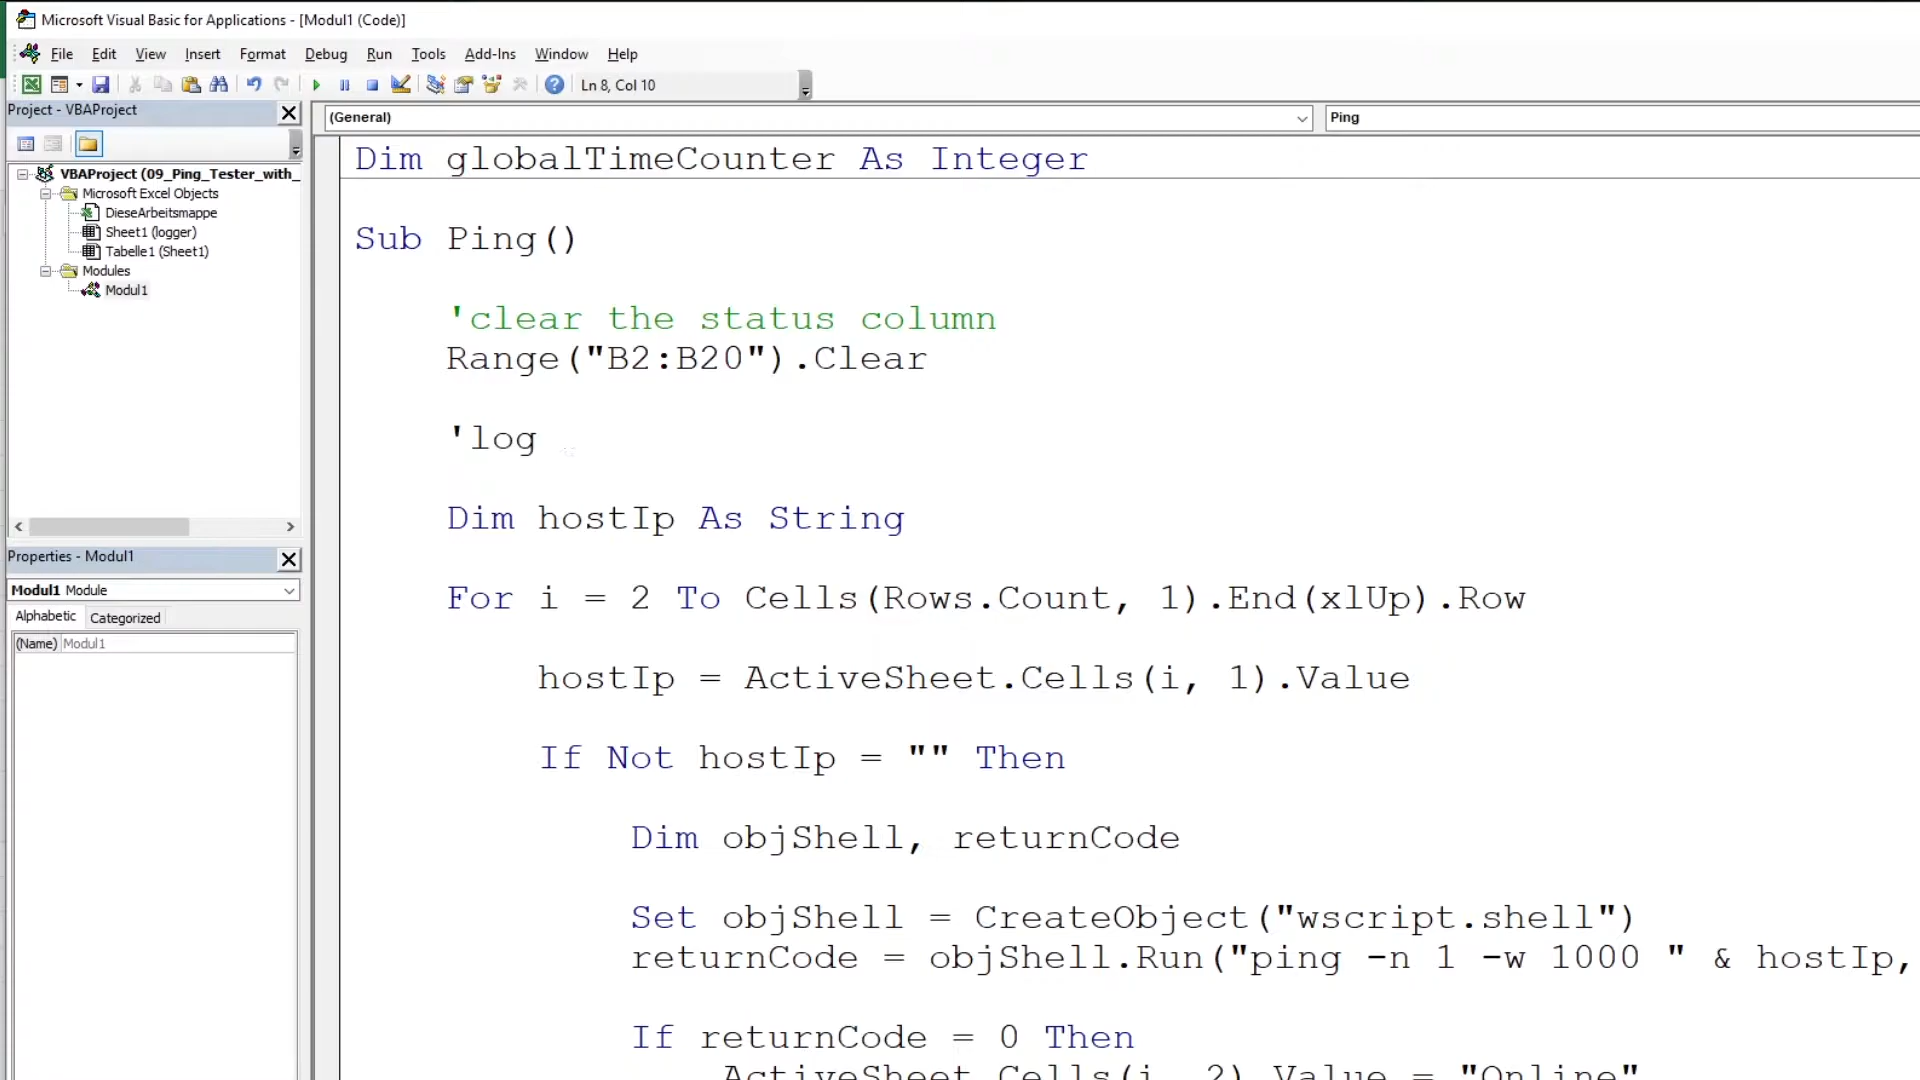 Microsoft Visual Basic for Applications - [Modul1 (Code)]
File Edit View Insert Format Debug Run Tools Add-Ins Window Help
Ln 8, Col 10
Project - VBAProject
(General)
Ping
VBAProject (09_Ping_Tester_with_
Microsoft Excel Objects
DieseArbeitsmappe
Sheet1 (logger)
Tabelle1 (Sheet1)
Modules
Modul1
Properties - Modul1
Modul1 Module
Alphabetic Categorized
(Name) Modul1
Dim globalTimeCounter As Integer
Sub Ping()
'clear the status column
Range("B2:B20").Clear
'log
Dim hostIp As String
For i = 2 To Cells(Rows.Count, 1).End(xlUp).Row
hostIp = ActiveSheet.Cells(i, 1).Value
If Not hostIp = "" Then
Dim objShell, returnCode
Set objShell = CreateObject("wscript.shell")
returnCode = objShell.Run("ping -n 1 -w 1000 " & hostIp,
If returnCode = 0 Then
ActiveSheet.Cells(i, 2).Value = "Online"